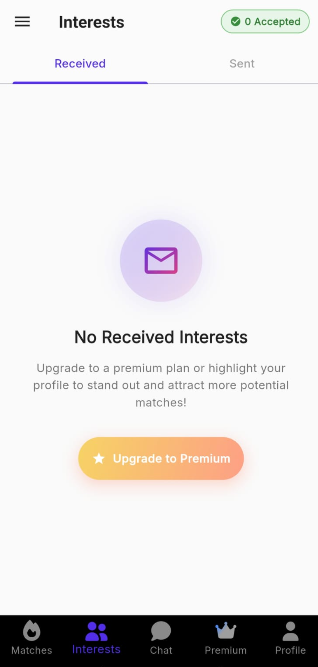 Interests
0 Accepted
Received
Sent
No Received Interests
Upgrade to a premium plan or highlight your
profile to stand out and attract more potential
matches!
Upgrade to Premium
Matches
Interests
Chat
Premium
Profile